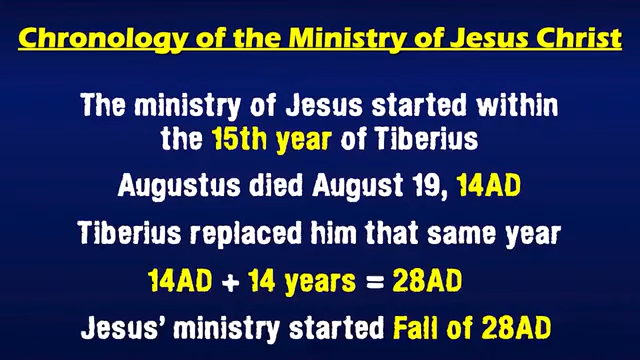 Chronology of the Ministry of Jesus Christ
The ministry of Jesus started within
the 15th year of Tiberius
Augustus died August 19, 14AD
Tiberius replaced him that same year
14AD + 14 years = 28AD
Jesus' ministry started Fall of 28AD